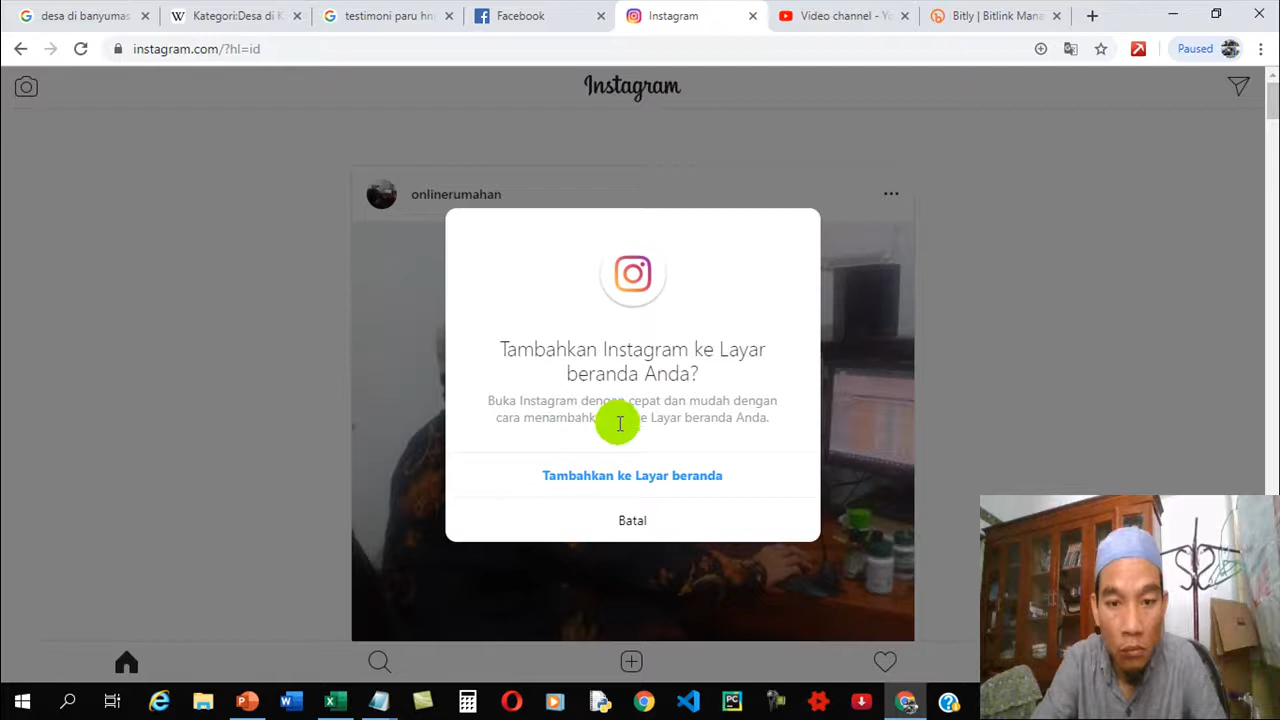 desa di banyumas
Kategori:Desa di K
testimoni paru hn
Facebook
Instagram
Video channel - Yo
Bitly | Bitlink Mana
instagram.com/?hl=id
Paused
Instagram
onlinerumahan
Tambahkan Instagram ke Layar
beranda Anda?
Buka Instagram dengan cepat dan mudah dengan
cara menambahk ke Layar beranda Anda.
Tambahkan ke Layar beranda
Batal